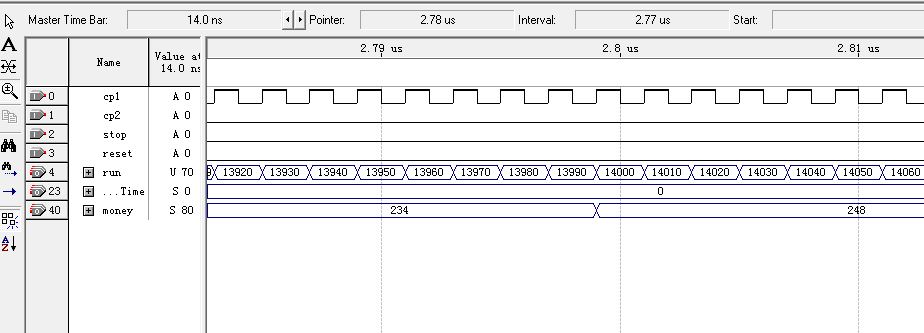 Master Time Bar: 14.0 ns Pointer: 2.78 us Interval: 2.77 us Start:
A
Name Value at 14.0 ns
2.79 us 2.8 us 2.81 us
0 cp1 A 0
1 cp2 A 0
2 stop A 0
3 reset A 0
4 run U 70 13920 13930 13940 13950 13960 13970 13980 13990 14000 14010 14020 14030 14040 14050 14060
23 ...Time S 0 0
40 money S 80 234 248
A
Z